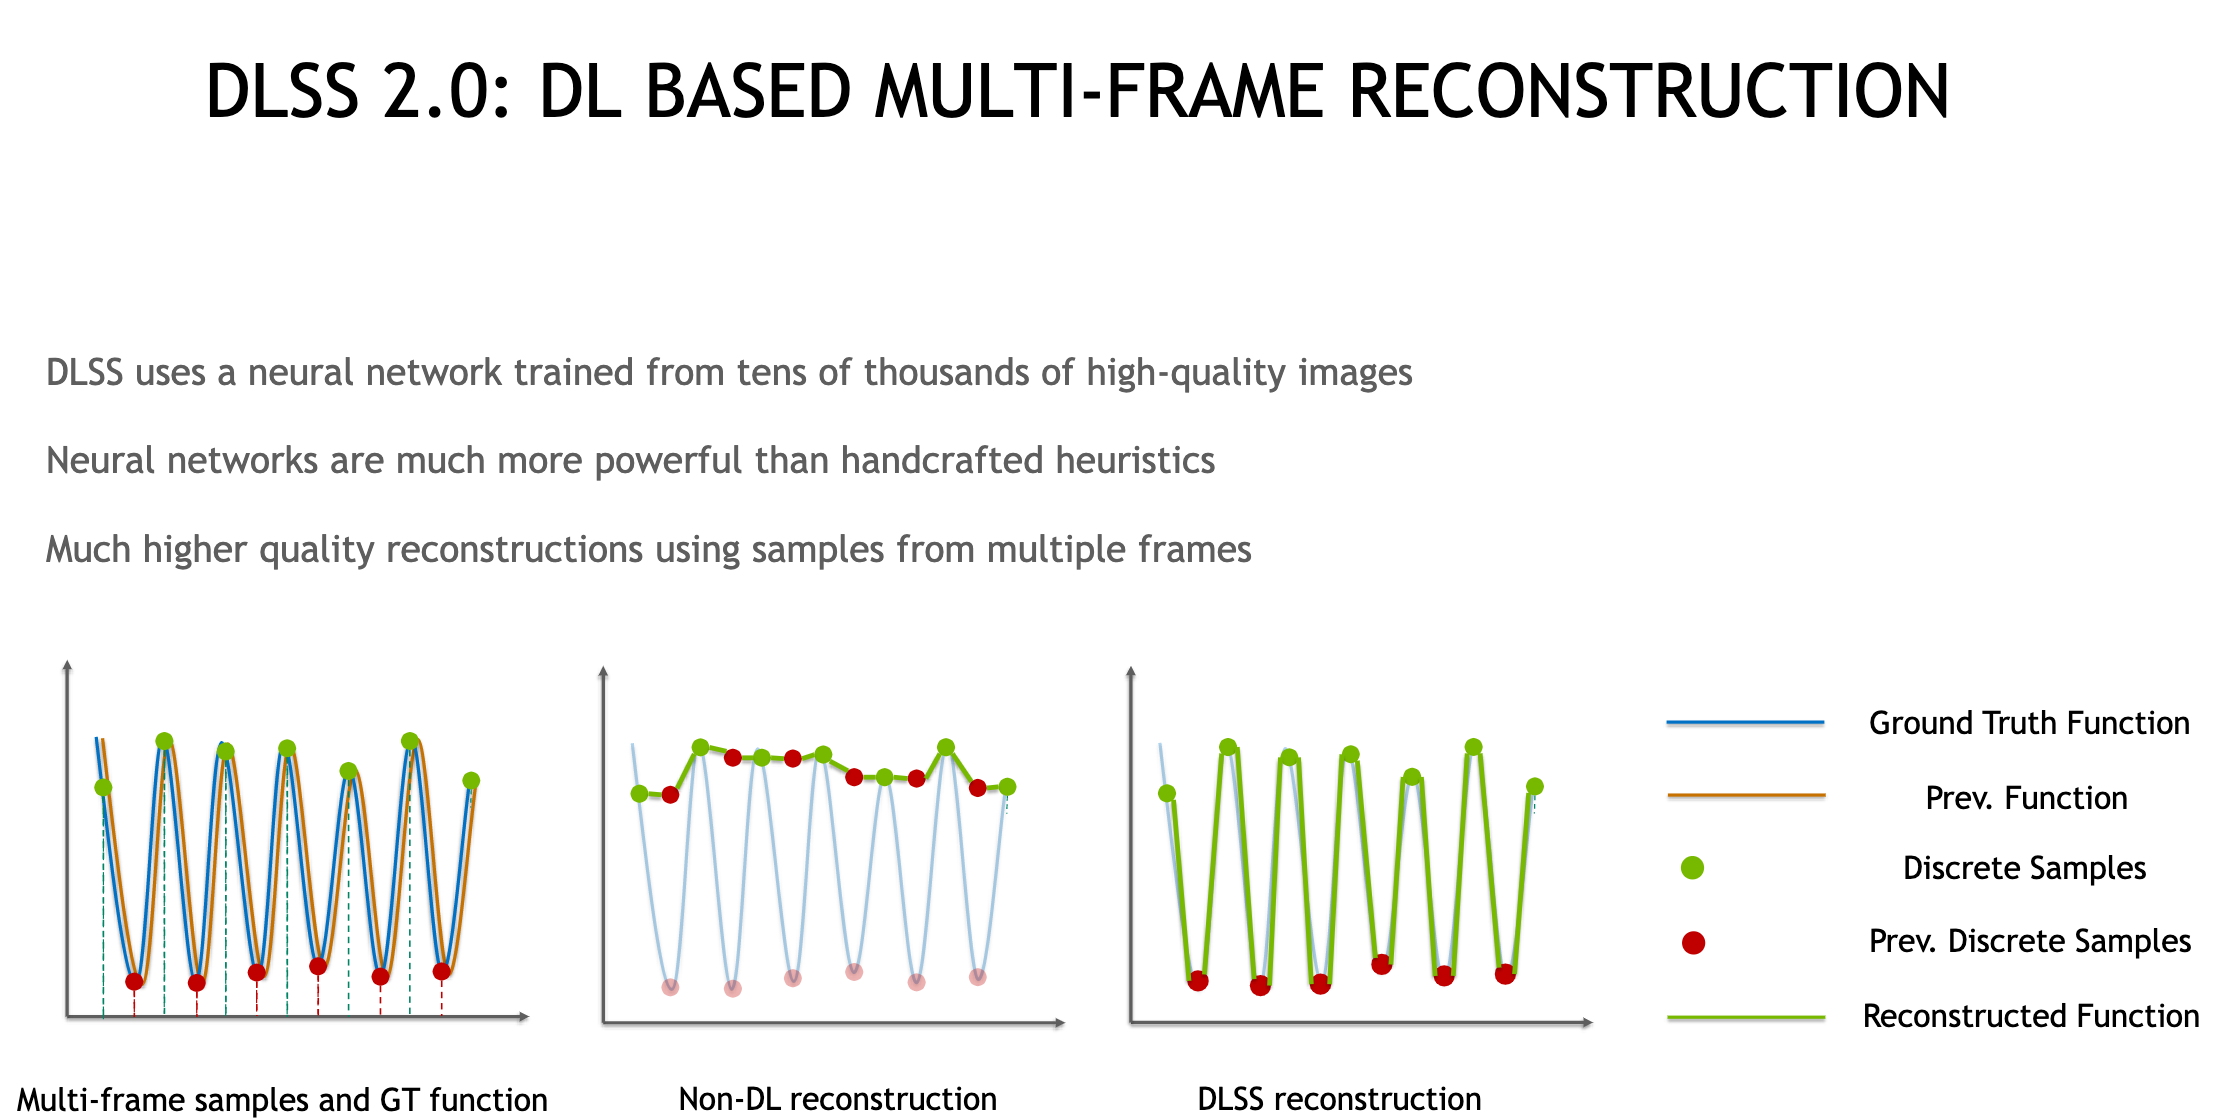 DLSS 2.0: DL BASED MULTI-FRAME RECONSTRUCTION
DLSS uses a neural network trained from tens of thousands of high-quality images
Neural networks are much more powerful than handcrafted heuristics
Much higher quality reconstructions using samples from multiple frames
Ground Truth Function
Prev. Function
Discrete Samples
Prev. Discrete Samples
Reconstructed Function
Multi-frame samples and GT function
Non-DL reconstruction
DLSS reconstruction